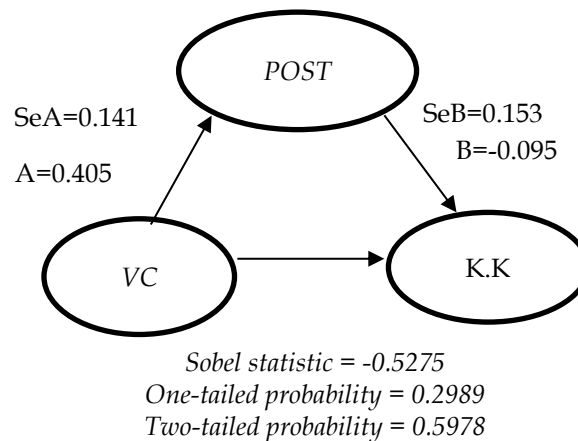 POST
SeA=0.141
SeB=0.153
A=0.405
B=-0.095
VC
K.K
Sobel statistic = -0.5275
One-tailed probability = 0.2989
Two-tailed probability = 0.5978